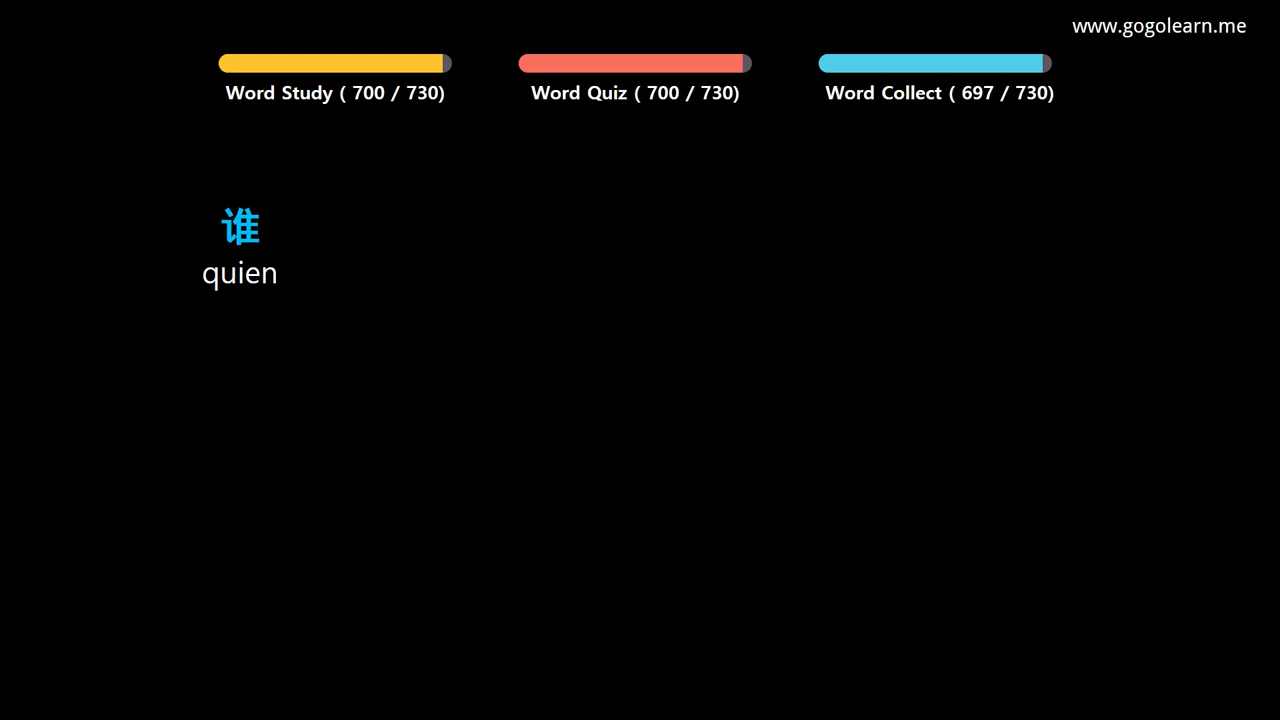 www.gogolearn.me
Word Study ( 700 / 730)
Word Quiz ( 700 / 730)
Word Collect ( 697 / 730)
谁
quien